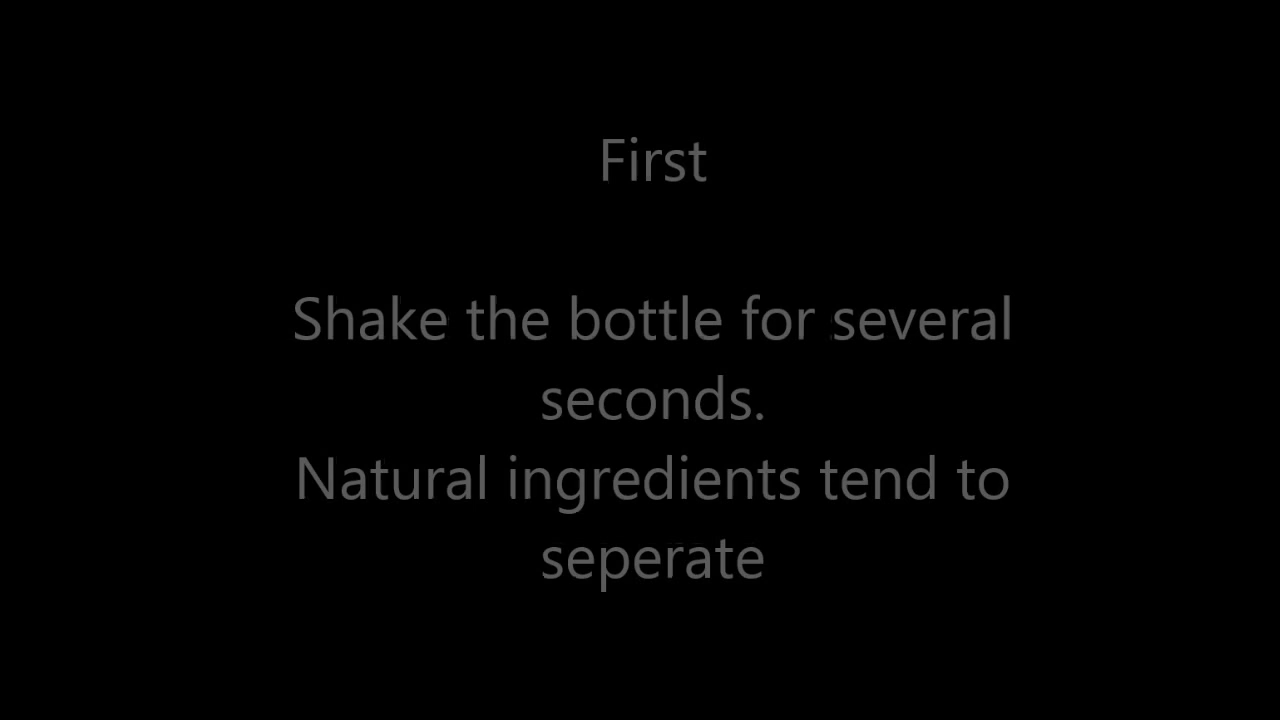 First
Shake the bottle for several
seconds.
Natural ingredients tend to
seperate